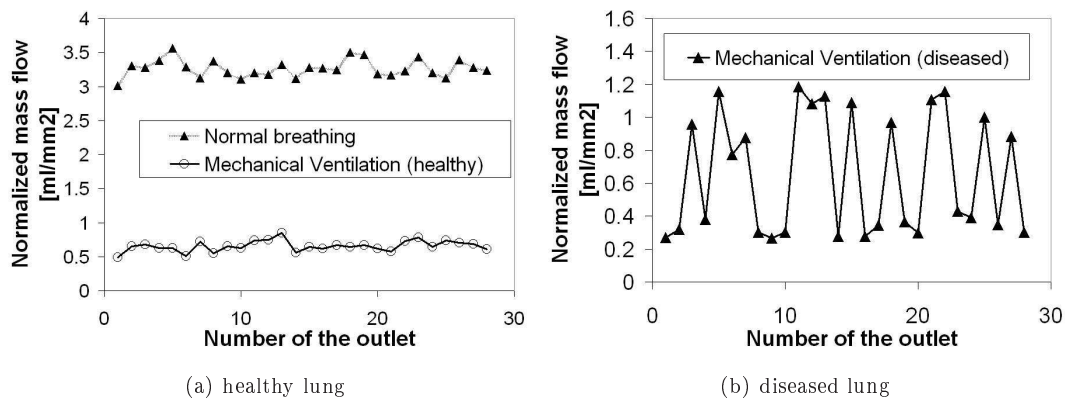 4
3.5
3
2.5
2
1.5
1
0.5
0
Normalized mass flow
[ml/mm2]
Normal breathing
Mechanical Ventilation (healthy)
0 10 20 30
Number of the outlet
(a) healthy lung
1.6
1.4
1.2
1.0
0.8
0.6
0.4
0.2
0
Normalized mass flow
[ml/mm2]
Mechanical Ventilation (diseased)
0 10 20 30
Number of the outlet
(b) diseased lung